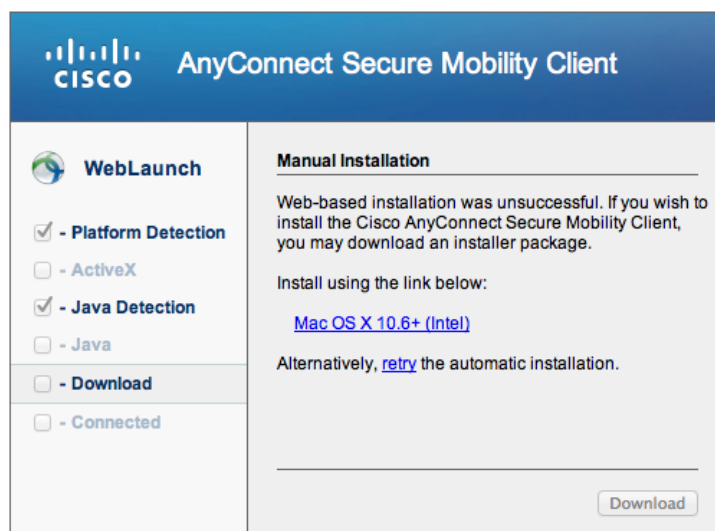 CISCO
AnyConnect Secure Mobility Client
WebLaunch
- Platform Detection
- ActiveX
- Java Detection
- Java
- Download
- Connected
Manual Installation
Web-based installation was unsuccessful. If you wish to
install the Cisco AnyConnect Secure Mobility Client,
you may download an installer package.
Install using the link below:
Mac OS X 10.6+ (Intel)
Alternatively, retry the automatic installation.
Download